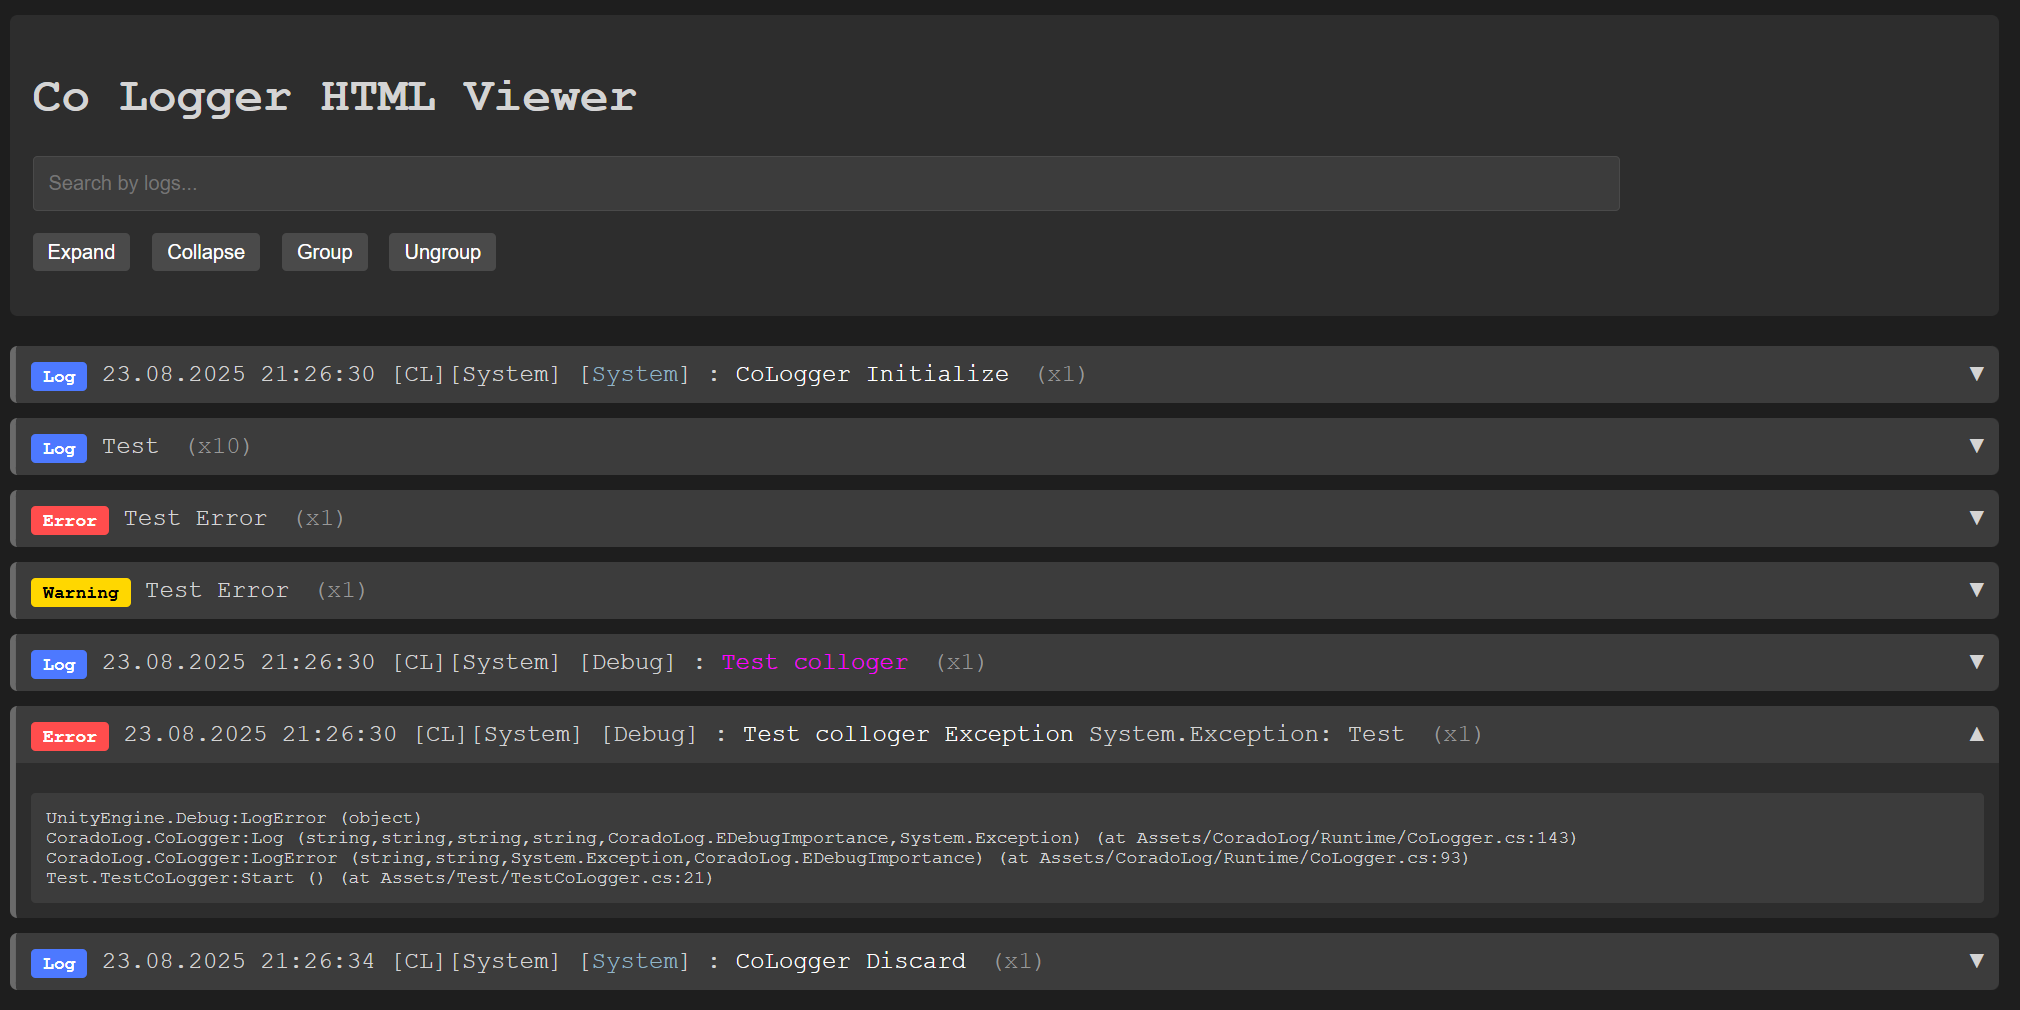 Co Logger HTML Viewer
Search by logs...
Expand Collapse Group Ungroup
Log 23.08.2025 21:26:30 [CL][System] [System] : CoLogger Initialize (x1) ▼
Log Test (x10) ▼
Error Test Error (x1) ▼
Warning Test Error (x1) ▼
Log 23.08.2025 21:26:30 [CL][System] [Debug] : Test colloger (x1) ▼
Error 23.08.2025 21:26:30 [CL][System] [Debug] : Test colloger Exception System.Exception: Test (x1) ▲
UnityEngine.Debug:LogError (object)
CoradoLog.CoLogger:Log (string,string,string,string,CoradoLog.EDebugImportance,System.Exception) (at Assets/CoradoLog/Runtime/CoLogger.cs:143)
CoradoLog.CoLogger:LogError (string,string,System.Exception,CoradoLog.EDebugImportance) (at Assets/CoradoLog/Runtime/CoLogger.cs:93)
Test.TestCoLogger:Start () (at Assets/Test/TestCoLogger.cs:21)
Log 23.08.2025 21:26:34 [CL][System] [System] : CoLogger Discard (x1) ▼